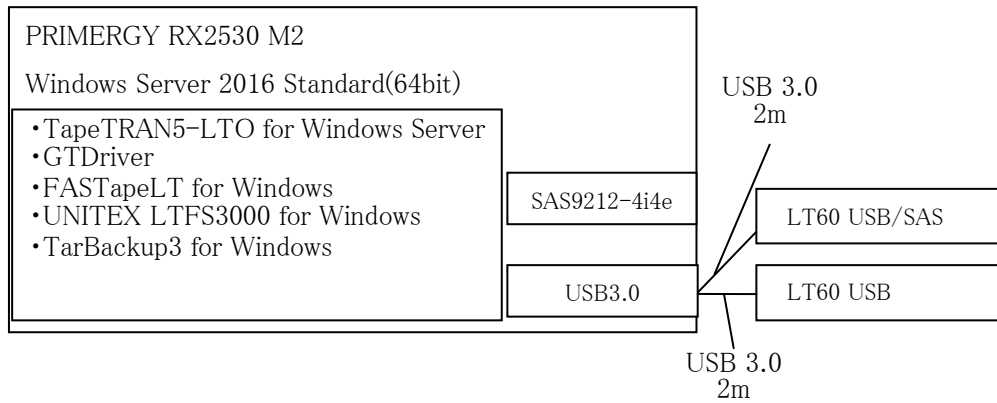 PRIMERGY RX2530 M2
Windows Server 2016 Standard(64bit)
・TapeTRAN5-LTO for Windows Server
・GTDriver
・FASTapeLT for Windows
・UNITEX LTFS3000 for Windows
・TarBackup3 for Windows
SAS9212-4i4e
USB3.0
USB 3.0
2m
LT60 USB/SAS
LT60 USB
USB 3.0
2m